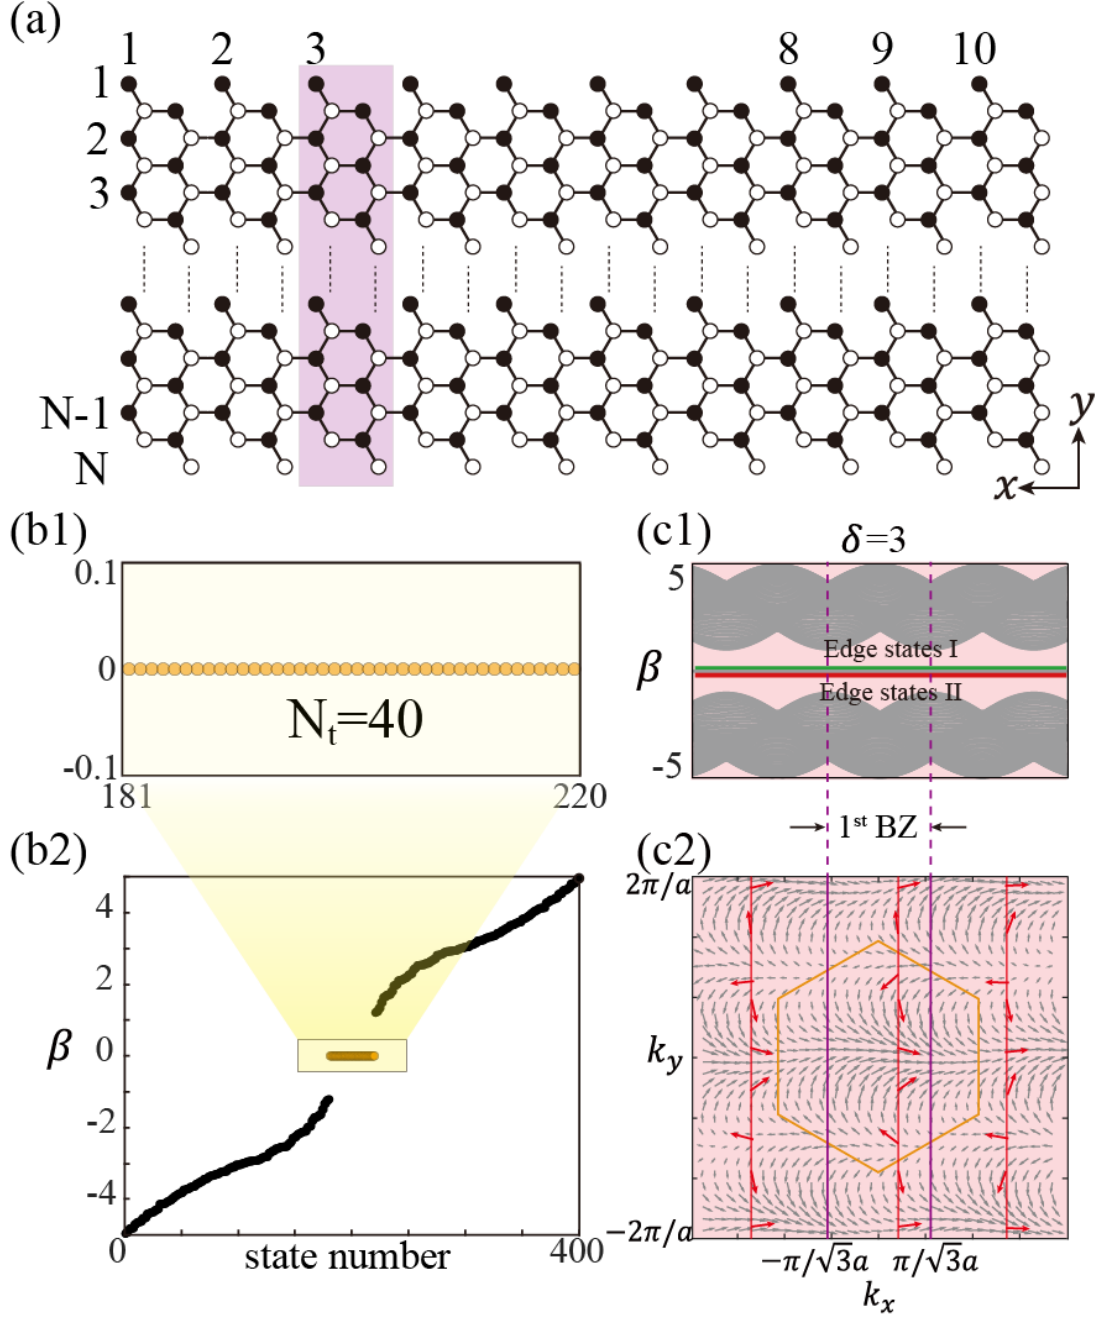 (a)
1 2 3 8 9 10
1
2
3
N-1
N
y
x
(b1)
0.1
0
-0.1
N_t=40
181 220
(c1)
δ=3
5
β
-5
Edge states I
Edge states II
1st BZ
(b2)
4
2
β
0
-2
-4
0 400
state number
(c2)
2π/a
k_y
−2π/a
−π/√3a π/√3a
k_x